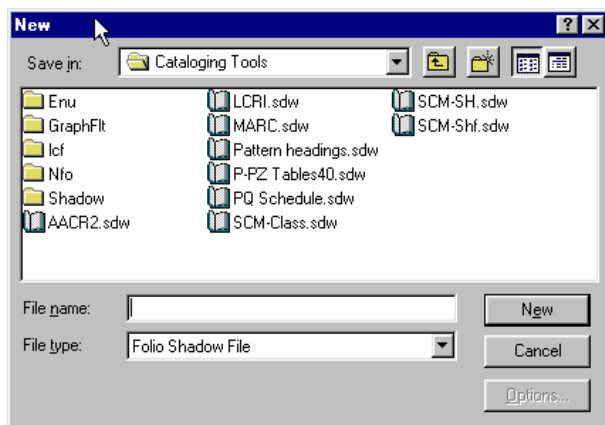 New
Save in: Cataloging Tools
Enu LCRI.sdw SCM-SH.sdw
GraphFlt MARC.sdw SCM-Shf.sdw
Icf Pattern headings.sdw
Nfo P-PZ Tables40.sdw
Shadow PQ Schedule.sdw
AACR2.sdw SCM-Class.sdw
File name: New
File type: Folio Shadow File Cancel
Options...